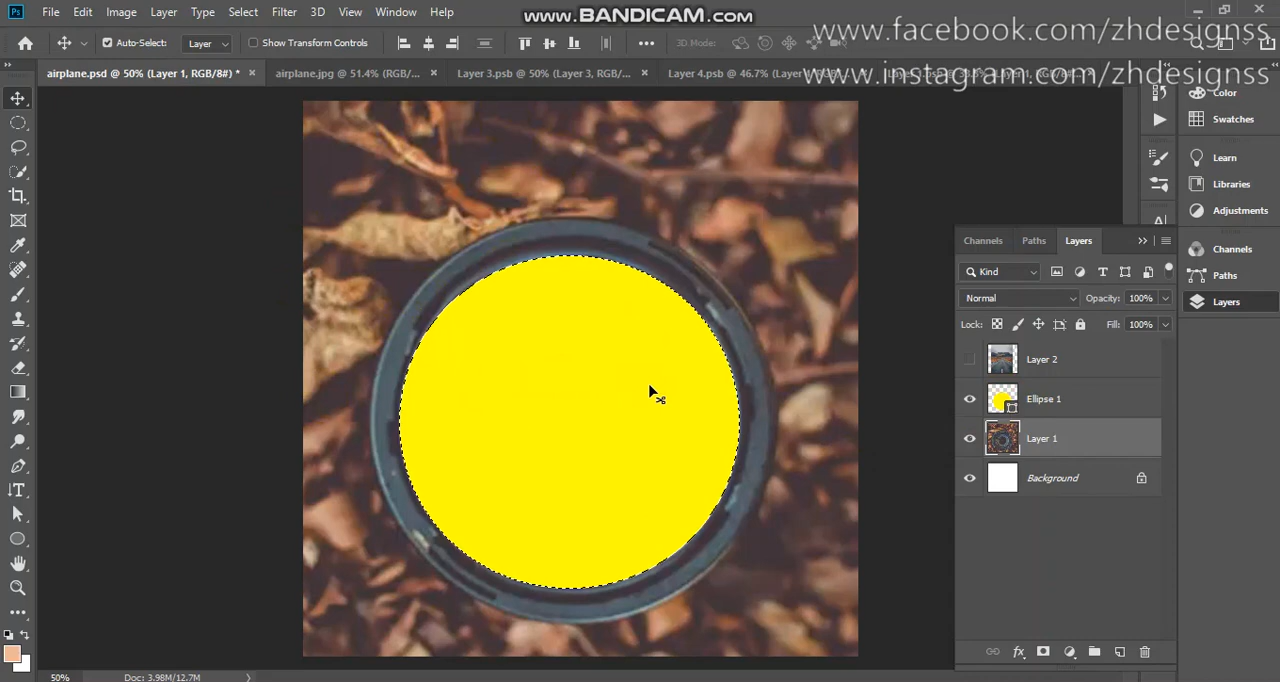 Ps File Edit Image Layer Type Select Filter 3D View Window Help
www.BANDICAM.com
www.facebook.com/zhdesignss
Auto-Select: Layer Show Transform Controls 3D Mode:
airplane.psd @ 50% (Layer 1, RGB/8#) * airplane.jpg @ 51.4% (RGB/... Layer 3.psb @ 50% (Layer 3, RGB/8... Layer 4.psb @ 46.7% (Layer
www.instagram.com/zhdesignss
Color
Swatches
Learn
Libraries
Adjustments
Channels
Paths
Layers
Channels Paths Layers
Kind
Normal Opacity: 100%
Lock: Fill: 100%
Layer 2
Ellipse 1
Layer 1
Background
fx
50% Doc: 3.98M/12.7M